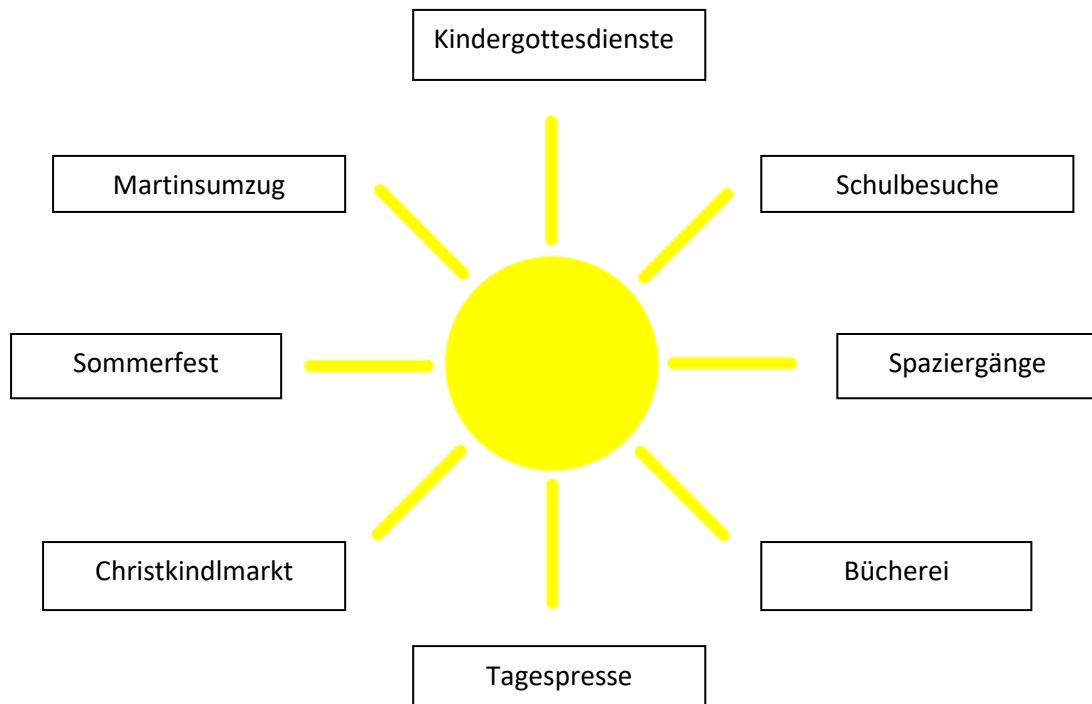 Kindergottesdienste
Martinsumzug
Schulbesuche
Sommerfest
Spaziergänge
Christkindlmarkt
Bücherei
Tagespresse